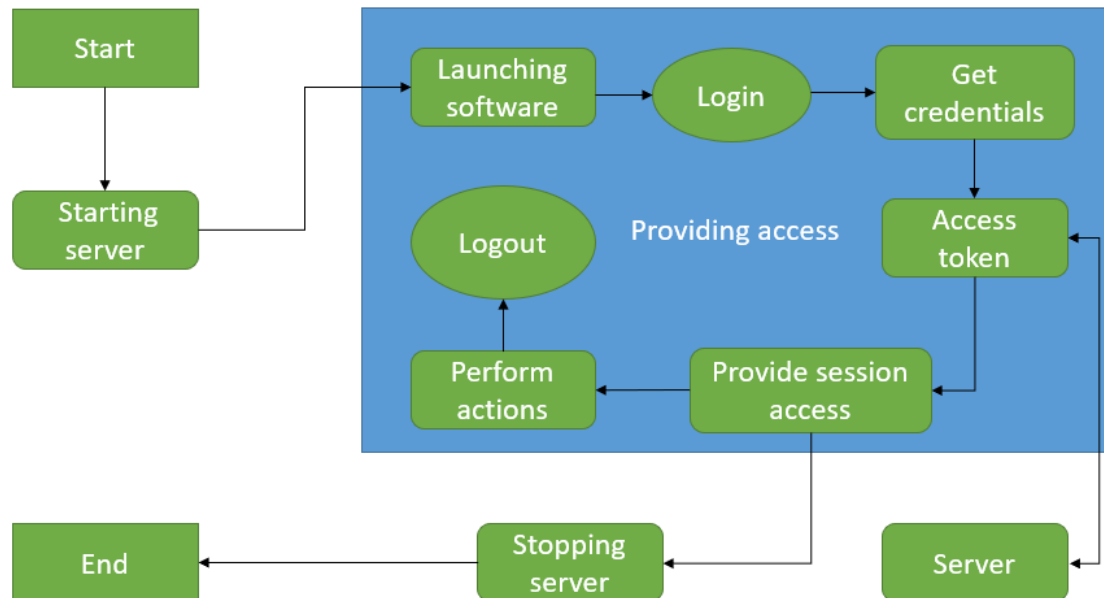 Start
Starting
server
Launching
software
Login
Get
credentials
Access
token
Providing access
Logout
Provide session
access
Perform
actions
Stopping
server
End
Server